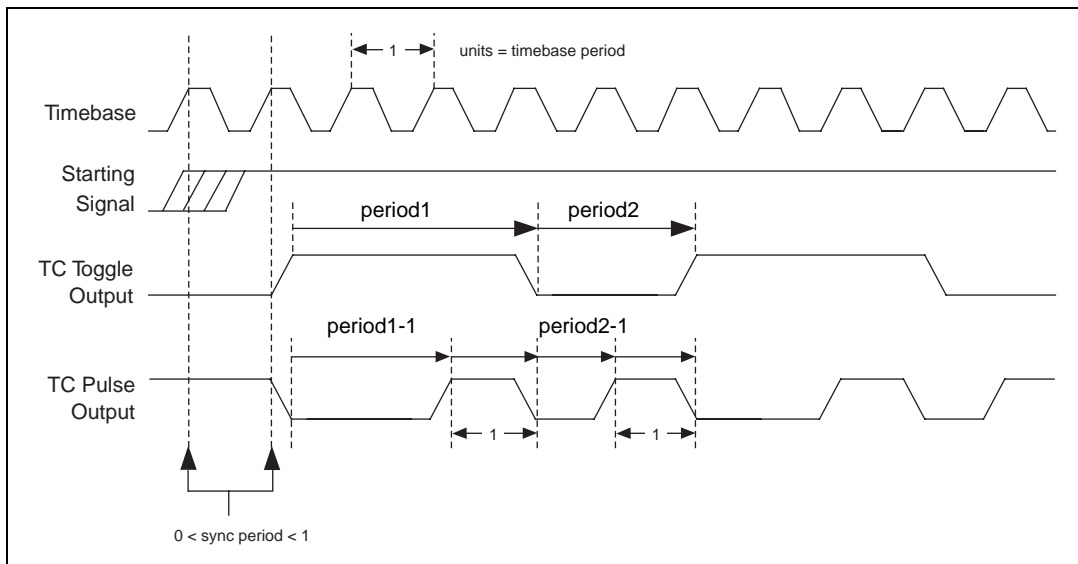 1
units = timebase period
Timebase
Starting
Signal
period1
period2
TC Toggle
Output
period1-1
period2-1
TC Pulse
Output
1
1
0 < sync period < 1